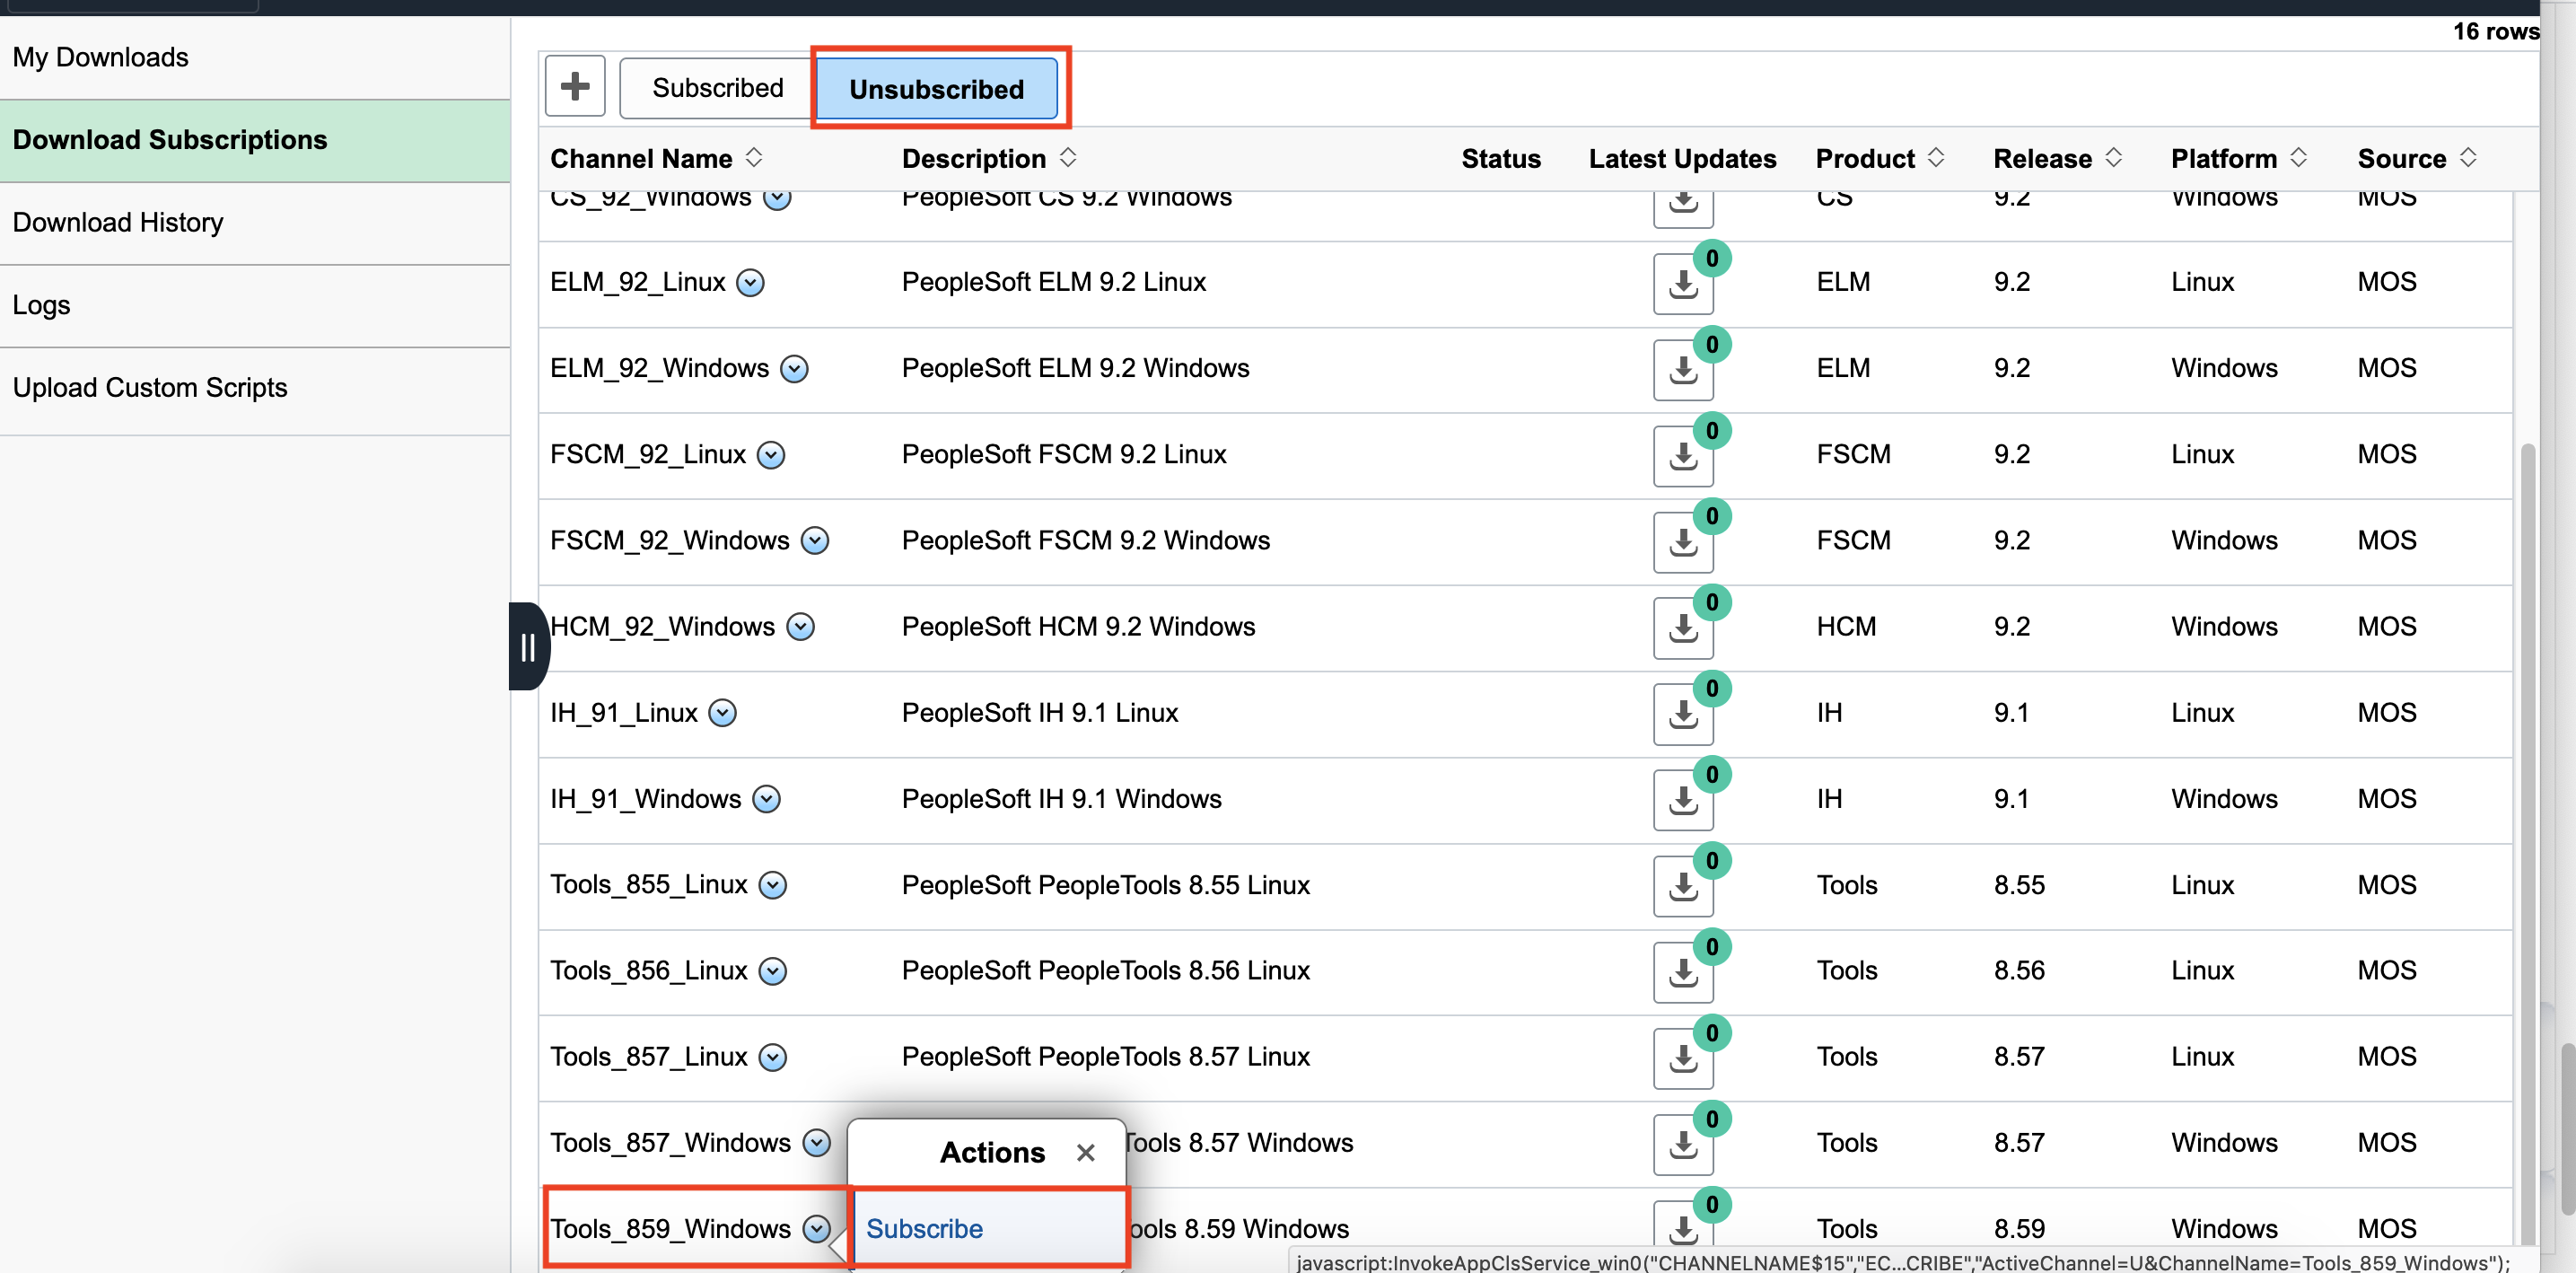 16 rows
My Downloads
Download Subscriptions
Download History
Logs
Upload Custom Scripts
Subscribed Unsubscribed
Channel Name Description Status Latest Updates Product Release Platform Source
CS_92_Windows PeopleSoft CS 9.2 Windows CS 9.2 Windows MOS
ELM_92_Linux PeopleSoft ELM 9.2 Linux 0 ELM 9.2 Linux MOS
ELM_92_Windows PeopleSoft ELM 9.2 Windows 0 ELM 9.2 Windows MOS
FSCM_92_Linux PeopleSoft FSCM 9.2 Linux 0 FSCM 9.2 Linux MOS
FSCM_92_Windows PeopleSoft FSCM 9.2 Windows 0 FSCM 9.2 Windows MOS
HCM_92_Windows PeopleSoft HCM 9.2 Windows 0 HCM 9.2 Windows MOS
IH_91_Linux PeopleSoft IH 9.1 Linux 0 IH 9.1 Linux MOS
IH_91_Windows PeopleSoft IH 9.1 Windows 0 IH 9.1 Windows MOS
Tools_855_Linux PeopleSoft PeopleTools 8.55 Linux 0 Tools 8.55 Linux MOS
Tools_856_Linux PeopleSoft PeopleTools 8.56 Linux 0 Tools 8.56 Linux MOS
Tools_857_Linux PeopleSoft PeopleTools 8.57 Linux 0 Tools 8.57 Linux MOS
Tools_857_Windows Actions Tools 8.57 Windows 0 Tools 8.57 Windows MOS
Tools_859_Windows Subscribe ools 8.59 Windows 0 Tools 8.59 Windows MOS
javascript:InvokeAppClsService_win0("CHANNELNAME$15","EC...CRIBE","ActiveChannel=U&ChannelName=Tools_859_Windows");